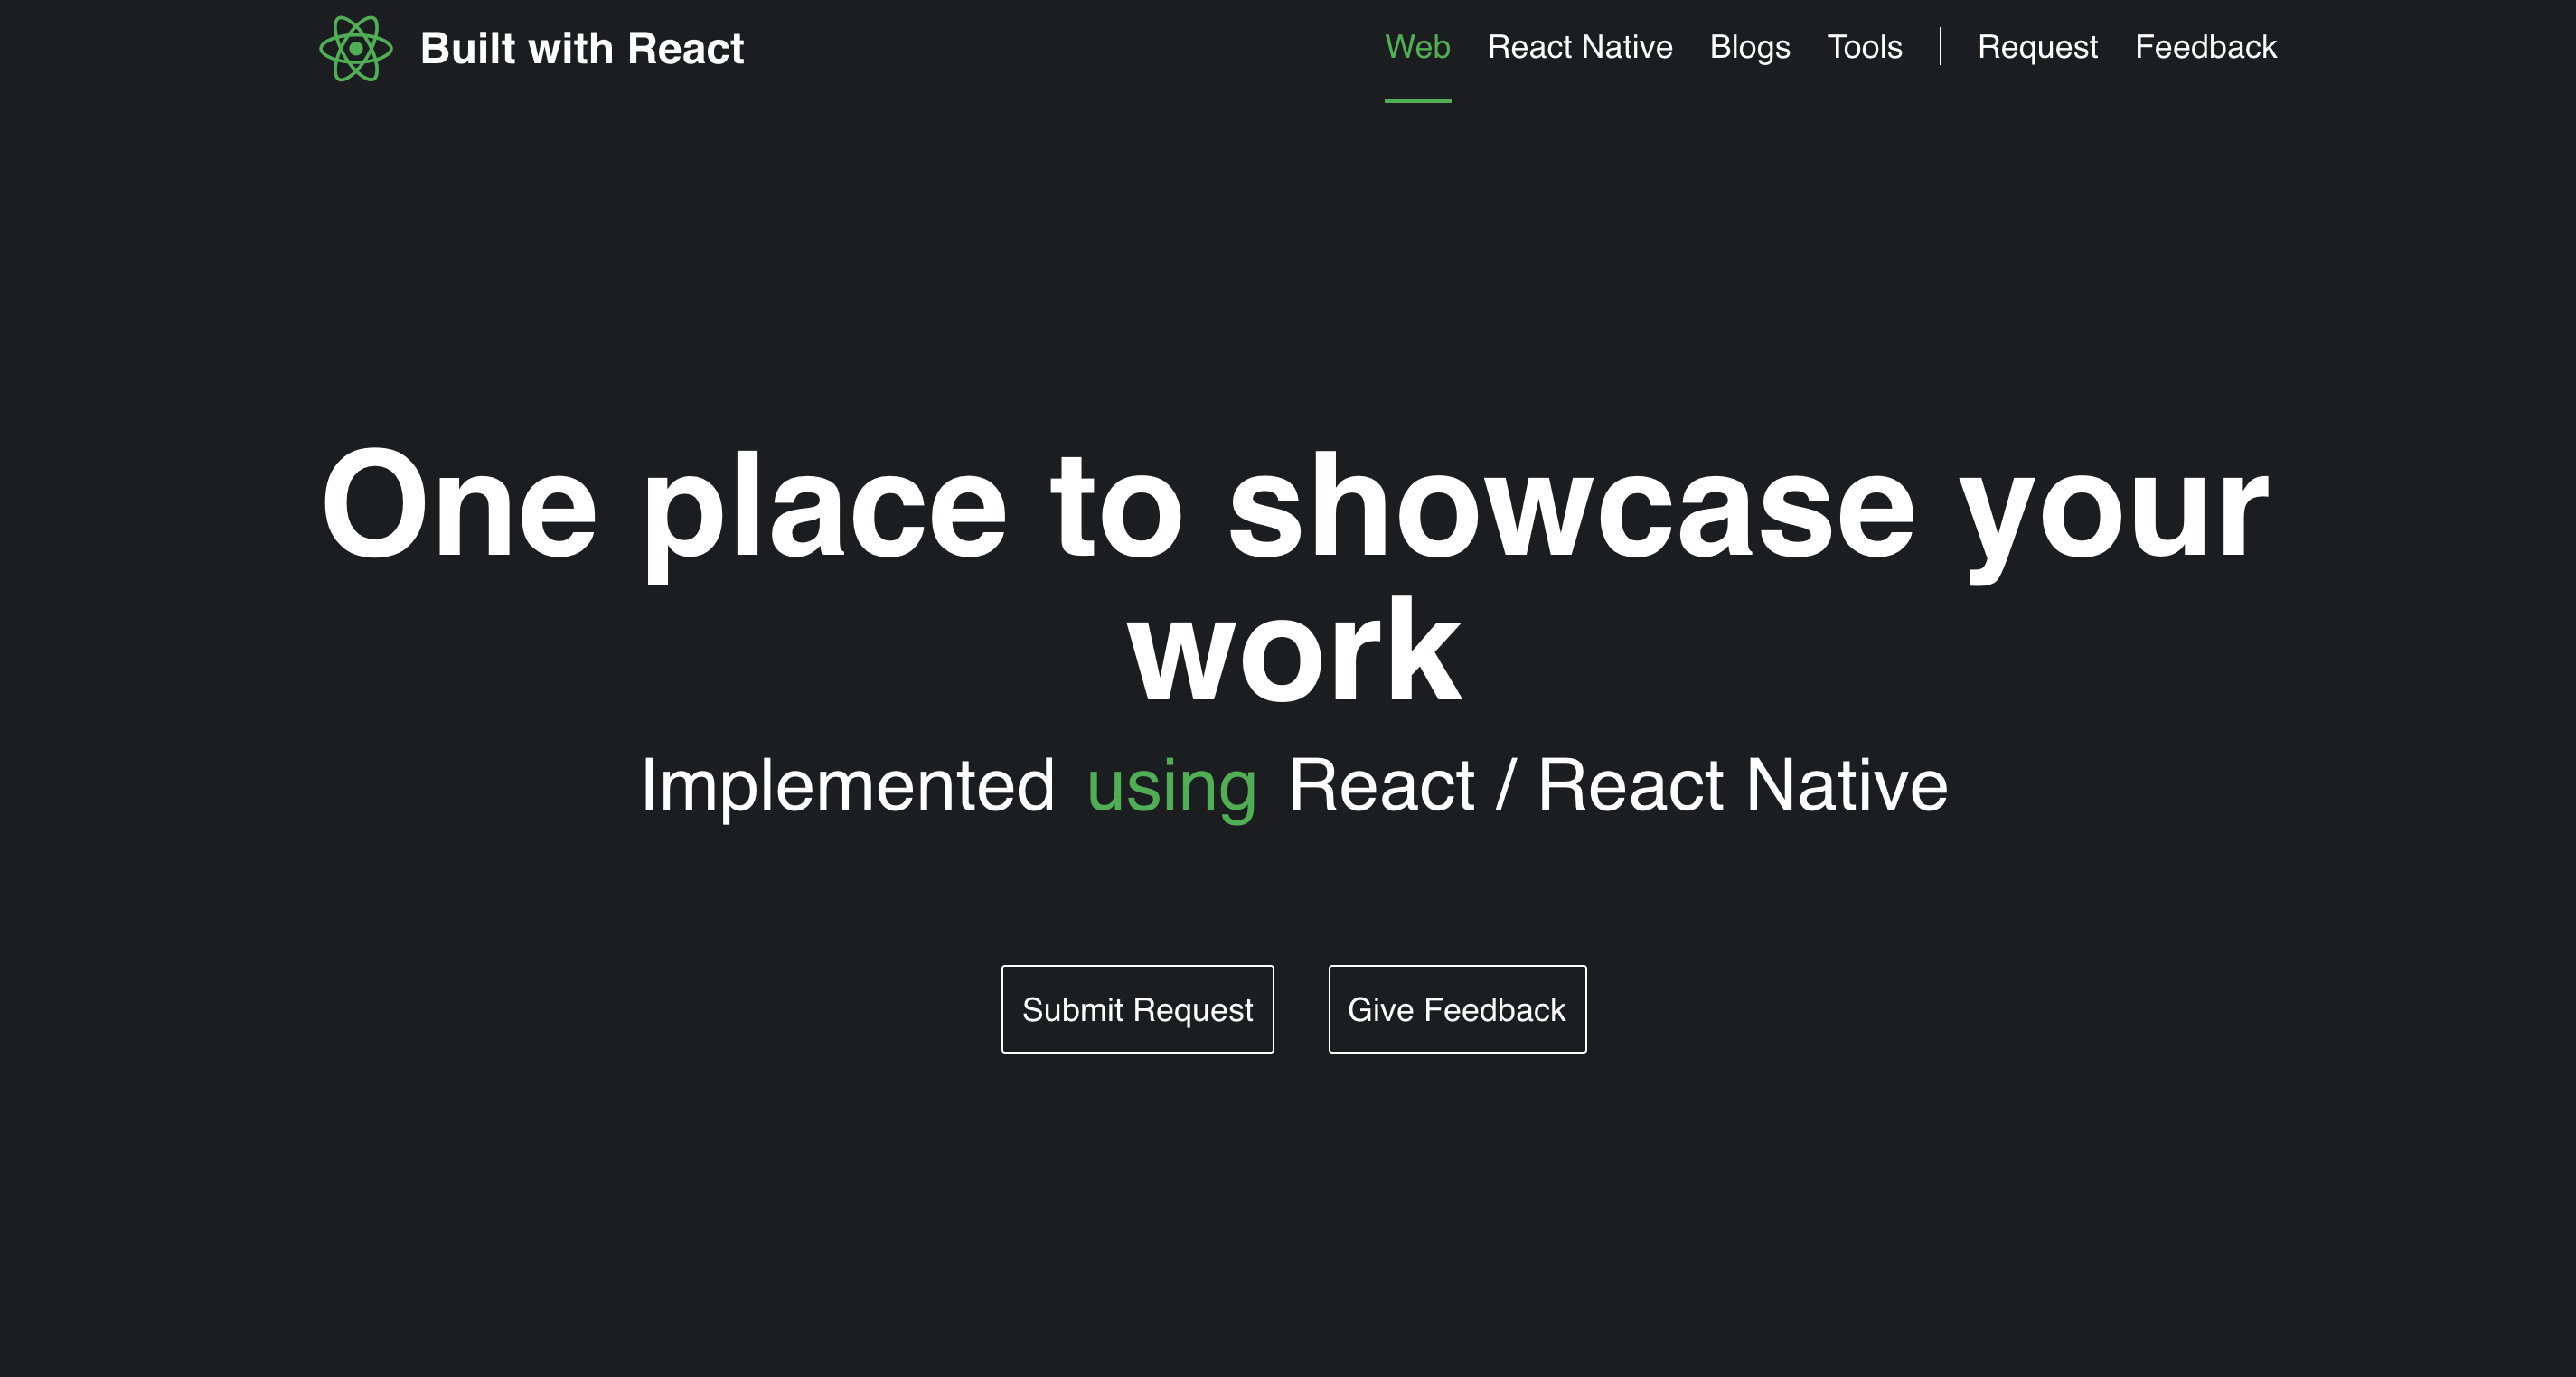 Built with React
Web React Native Blogs Tools | Request Feedback
One place to showcase your
work
Implemented using React / React Native
Submit Request Give Feedback